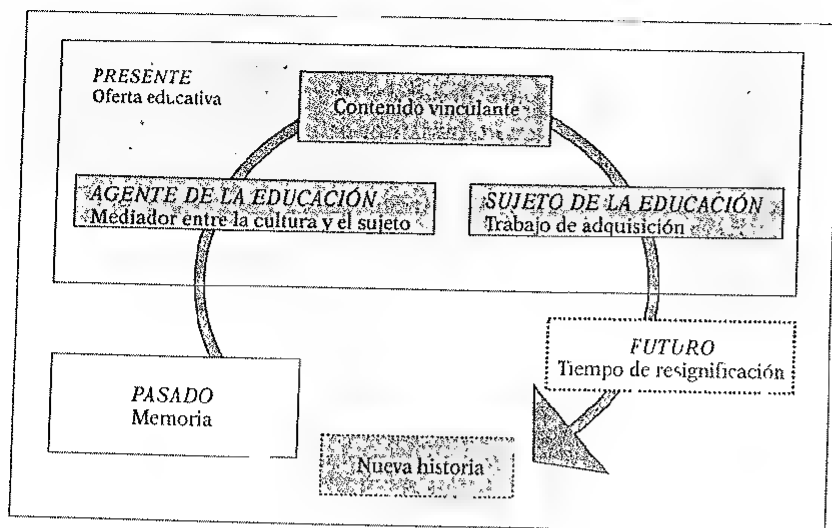 PRESENTE
Oferta educativa
Contenido vinculante
AGENTE DE LA EDUCACIÓN
Mediador entre la cultura y el sujeto
SUJETO DE LA EDUCACIÓN
Trabajo de adquisición
FUTURO
Tiempo de resignificación
PASADO
Memoria
Nueva historia